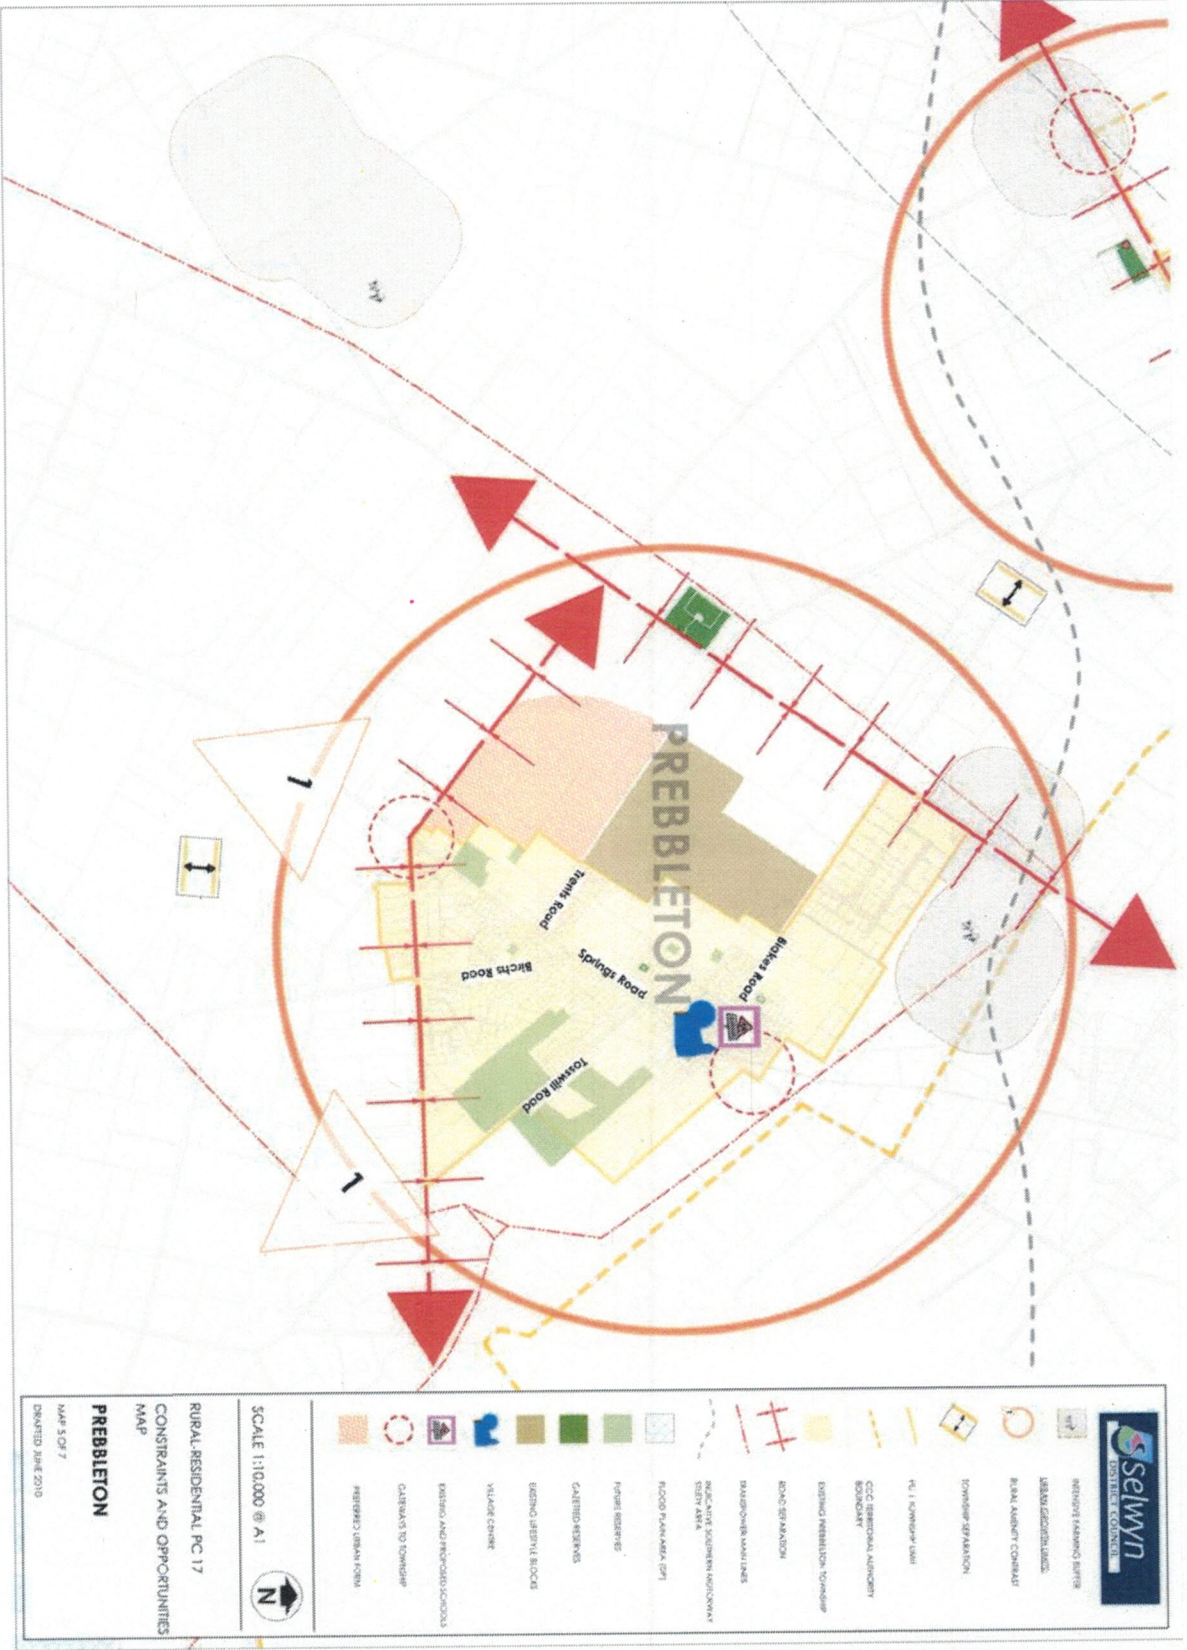 PREBBLETON
Trents Road
Springs Road
Blakes Road
Birchs Road
Tosswill Road
1
1
Selwyn
DISTRICT COUNCIL
INTENSIVE FARMING BUFFER
URBAN GROWTH LIMITS:
RURAL AMENITY CONTRAST
TOWNSHIP SEPARATION
PC 1 TOWNSHIP LIMIT
CCC TERRITORIAL AUTHORITY
BOUNDARY
EXISTING PREBBLETON TOWNSHIP
ROAD SEPARATION
TRANSPOWER MAIN LINES
INDICATIVE SOUTHERN MOTORWAY
STUDY AREA
FLOOD PLAIN AREA (DP)
FUTURE RESERVES
GAZETTED RESERVES
EXISTING LIFESTYLE BLOCKS
VILLAGE CENTRE
EXISTING AND PROPOSED SCHOOLS
GATEWAYS TO TOWNSHIP
PREFERRED URBAN FORM
SCALE 1:10,000 @ A1
N
RURAL-RESIDENTIAL PC 17
CONSTRAINTS AND OPPORTUNITIES
MAP
PREBBLETON
MAP 5 OF 7
DRAFTED JUNE 2010